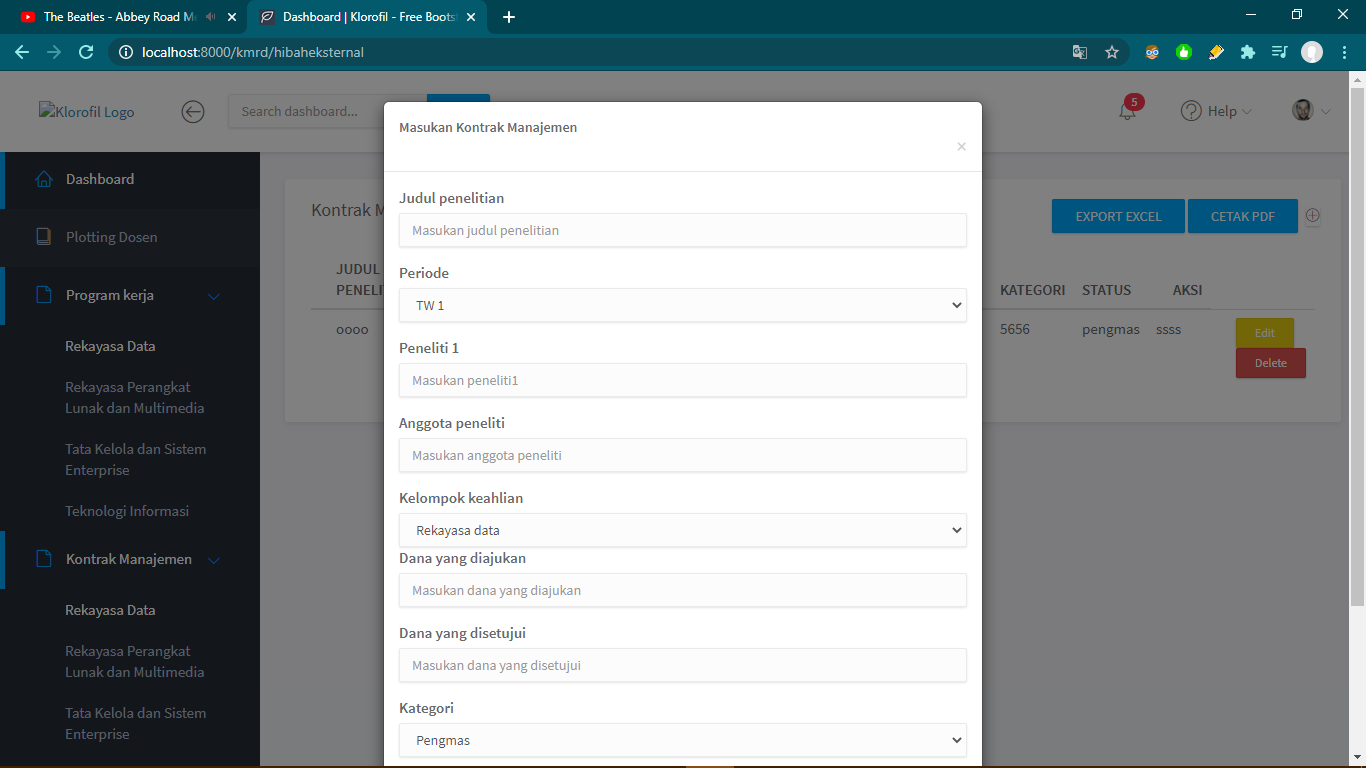 The Beatles - Abbey Road M
Dashboard | Klorofil - Free Boots
localhost:8000/kmrd/hibaheksternal
Klorofil Logo
Search dashboard...
5
Help
Dashboard
Plotting Dosen
Program kerja
Rekayasa Data
Rekayasa Perangkat
Lunak dan Multimedia
Tata Kelola dan Sistem
Enterprise
Teknologi Informasi
Kontrak Manajemen
Rekayasa Data
Rekayasa Perangkat
Lunak dan Multimedia
Tata Kelola dan Sistem
Enterprise
Kontrak M
EXPORT EXCEL
CETAK PDF
JUDUL
PENELI
KATEGORI
STATUS
AKSI
oooo
5656
pengmas
ssss
Edit
Delete
Masukan Kontrak Manajemen
×
Judul penelitian
Masukan judul penelitian
Periode
TW 1
Peneliti 1
Masukan peneliti1
Anggota peneliti
Masukan anggota peneliti
Kelompok keahlian
Rekayasa data
Dana yang diajukan
Masukan dana yang diajukan
Dana yang disetujui
Masukan dana yang disetujui
Kategori
Pengmas